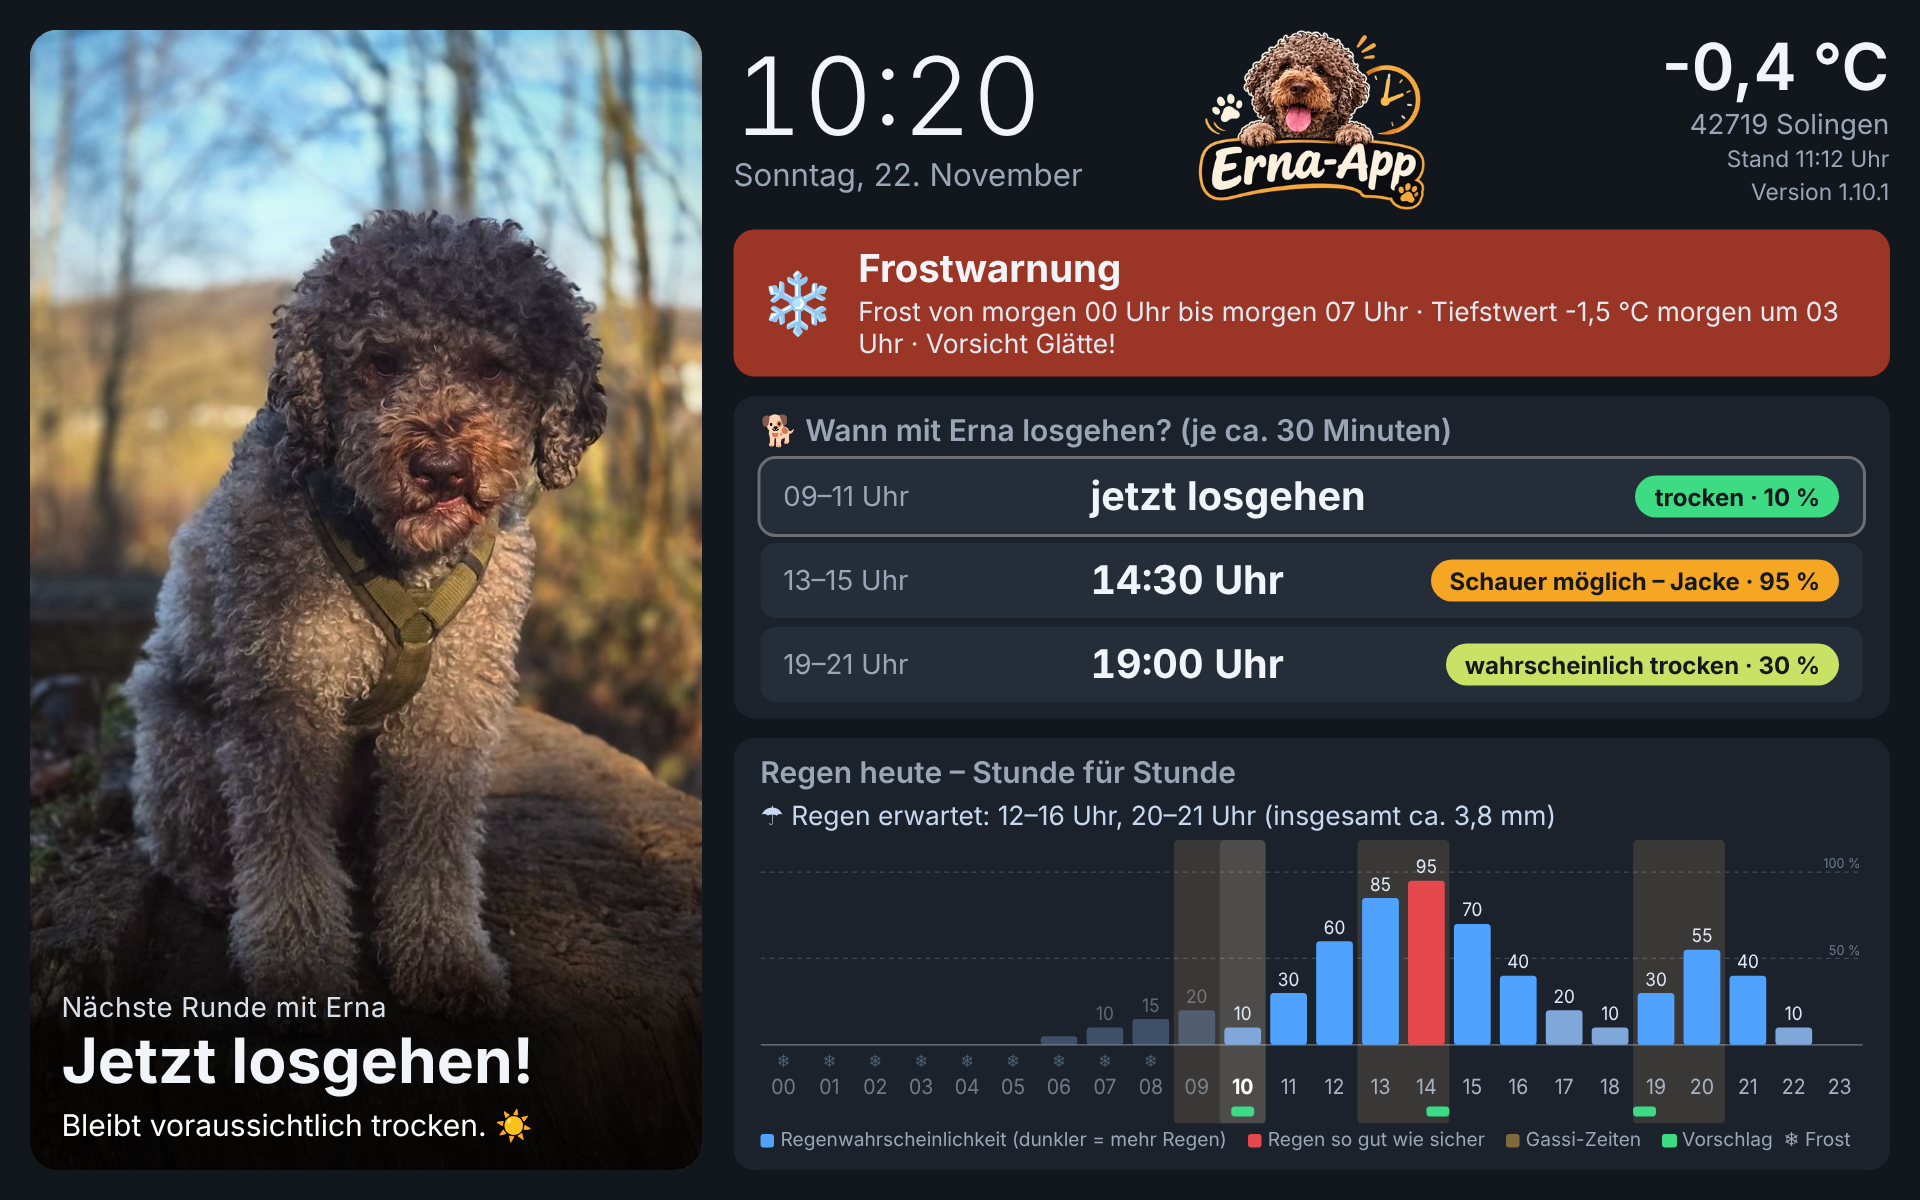 10:20
Sonntag, 22. November
Erna-App
-0,4 °C
42719 Solingen
Stand 11:12 Uhr
Version 1.10.1
Frostwarnung
Frost von morgen 00 Uhr bis morgen 07 Uhr · Tiefstwert -1,5 °C morgen um 03
Uhr · Vorsicht Glätte!
Wann mit Erna losgehen? (je ca. 30 Minuten)
09–11 Uhr jetzt losgehen trocken · 10 %
13–15 Uhr 14:30 Uhr Schauer möglich – Jacke · 95 %
19–21 Uhr 19:00 Uhr wahrscheinlich trocken · 30 %
Regen heute – Stunde für Stunde
☂ Regen erwartet: 12–16 Uhr, 20–21 Uhr (insgesamt ca. 3,8 mm)
100 %
50 %
10 15 20 10 30 60 85 95 70 40 20 10 30 55 40 10
❄ ❄ ❄ ❄ ❄ ❄ ❄ ❄ ❄
00 01 02 03 04 05 06 07 08 09 10 11 12 13 14 15 16 17 18 19 20 21 22 23
Regenwahrscheinlichkeit (dunkler = mehr Regen) Regen so gut wie sicher Gassi-Zeiten Vorschlag ❄ Frost
Nächste Runde mit Erna
Jetzt losgehen!
Bleibt voraussichtlich trocken. ☀️